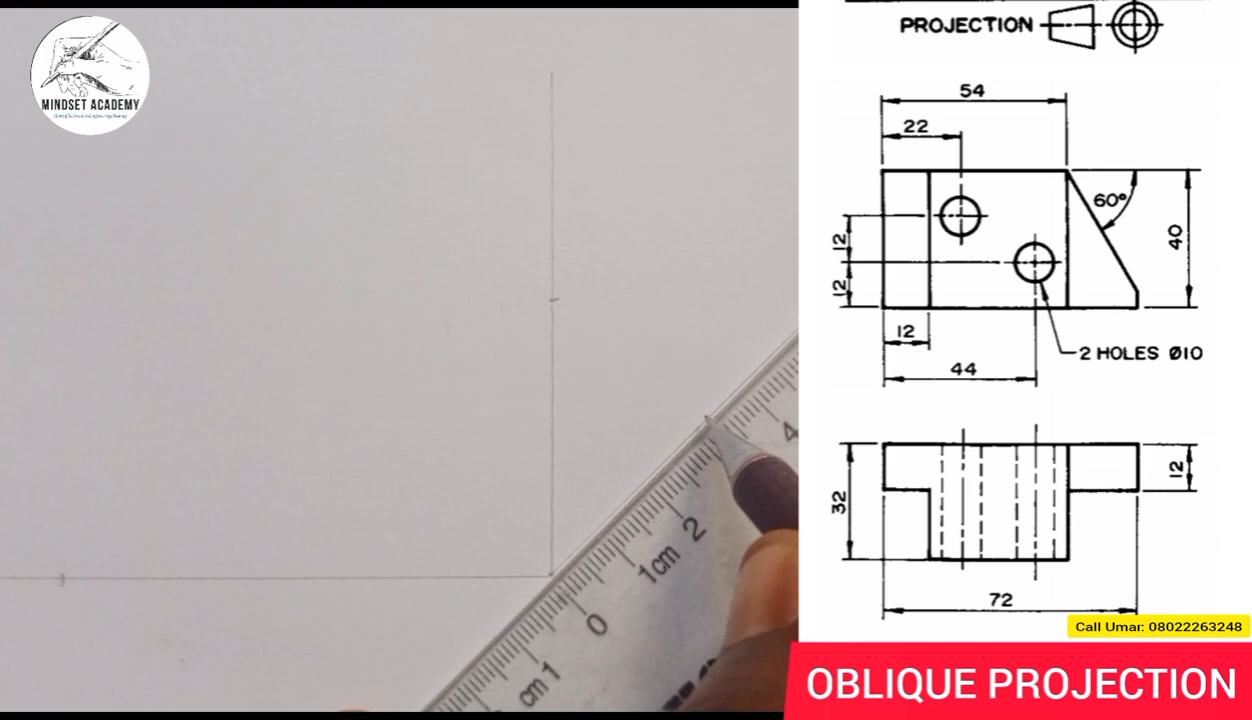 MINDSET ACADEMY
PROJECTION
54
22
60°
40
12
12
12
2 HOLES Ø10
44
32
12
72
4
2
1cm
0
cm 1
Call Umar: 08022263248
OBLIQUE PROJECTION